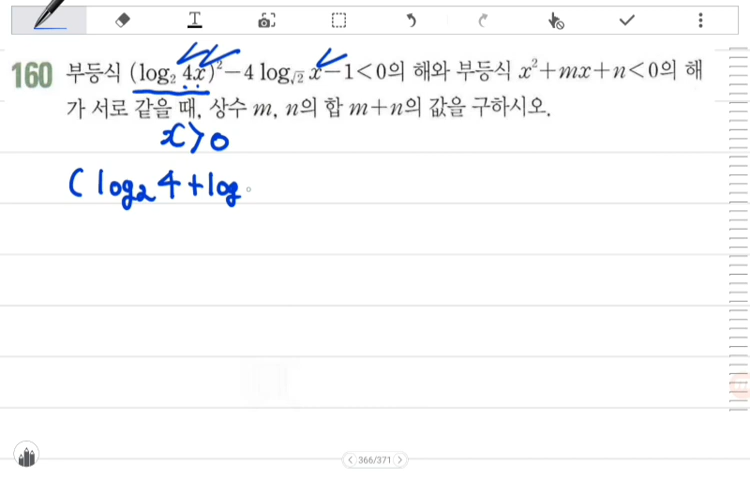 160 부등식 (log₂ 4x)²－4 log_√2 x－1<0의 해와 부등식 x²+mx+n<0의 해
가 서로 같을 때, 상수 m, n의 합 m+n의 값을 구하시오.
x>0
(log₂4+log
366/371